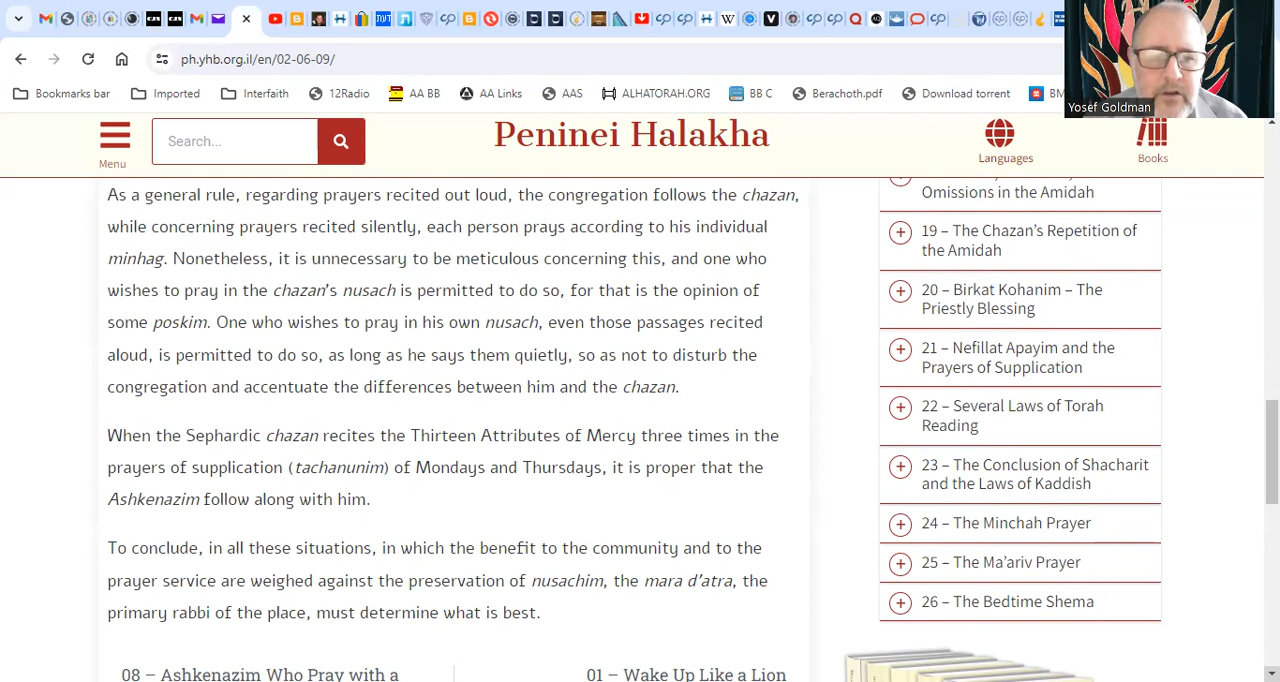 ph.yhb.org.il/en/02-06-09/
Bookmarks bar Imported Interfaith 12Radio AA BB AA Links AAS ALHATORAH.ORG BB C Berachoth.pdf Download torrent
Yosef Goldman
Menu
Search...
Peninei Halakha
Languages
Books
As a general rule, regarding prayers recited out loud, the congregation follows the chazan,
while concerning prayers recited silently, each person prays according to his individual
minhag. Nonetheless, it is unnecessary to be meticulous concerning this, and one who
wishes to pray in the chazan's nusach is permitted to do so, for that is the opinion of
some poskim. One who wishes to pray in his own nusach, even those passages recited
aloud, is permitted to do so, as long as he says them quietly, so as not to disturb the
congregation and accentuate the differences between him and the chazan.
When the Sephardic chazan recites the Thirteen Attributes of Mercy three times in the
prayers of supplication (tachanunim) of Mondays and Thursdays, it is proper that the
Ashkenazim follow along with him.
To conclude, in all these situations, in which the benefit to the community and to the
prayer service are weighed against the preservation of nusachim, the mara d'atra, the
primary rabbi of the place, must determine what is best.
08 – Ashkenazim Who Pray with a
01 – Wake Up Like a Lion
Omissions in the Amidah
19 – The Chazan's Repetition of
the Amidah
20 – Birkat Kohanim – The
Priestly Blessing
21 – Nefillat Apayim and the
Prayers of Supplication
22 – Several Laws of Torah
Reading
23 – The Conclusion of Shacharit
and the Laws of Kaddish
24 – The Minchah Prayer
25 – The Ma'ariv Prayer
26 – The Bedtime Shema